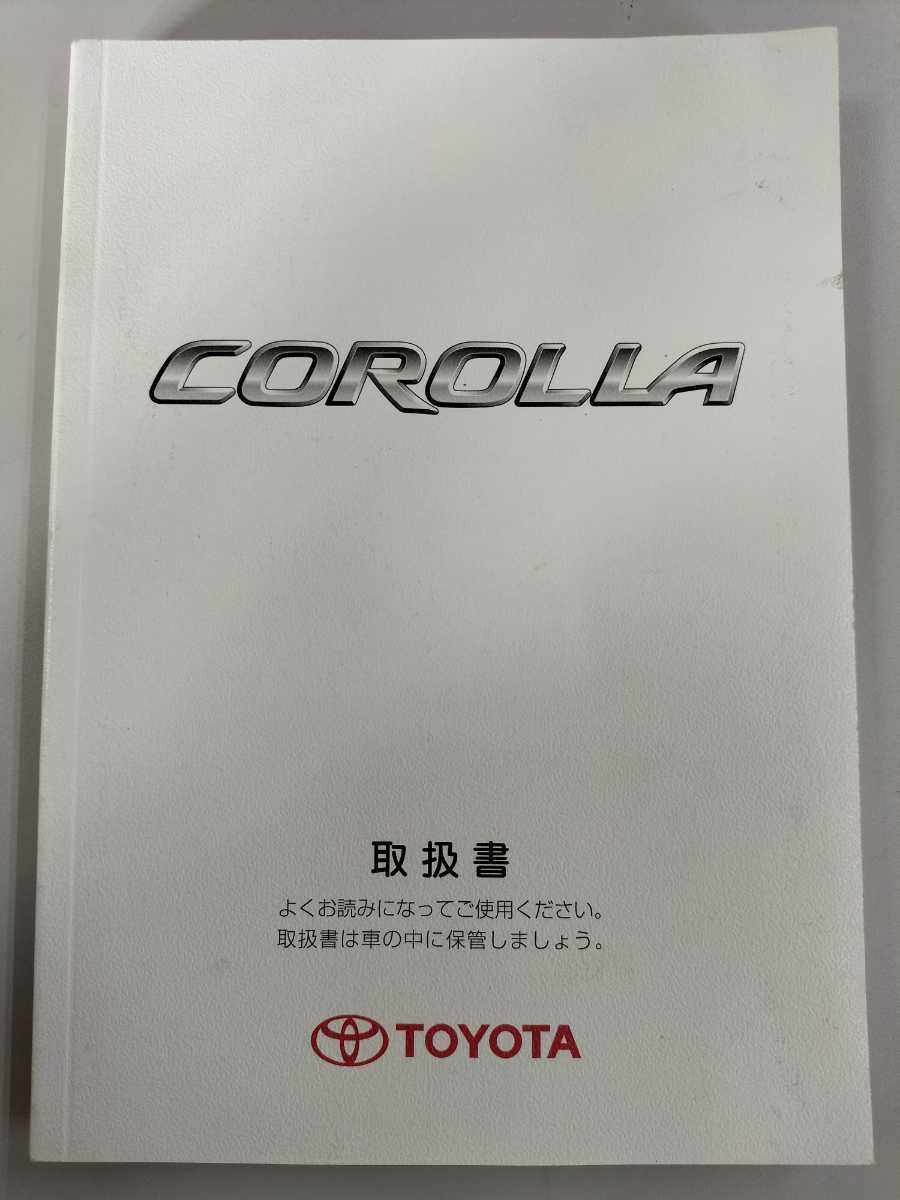 COROLLA
取扱書
よくお読みになってご使用ください。
取扱書は車の中に保管しましょう。
TOYOTA